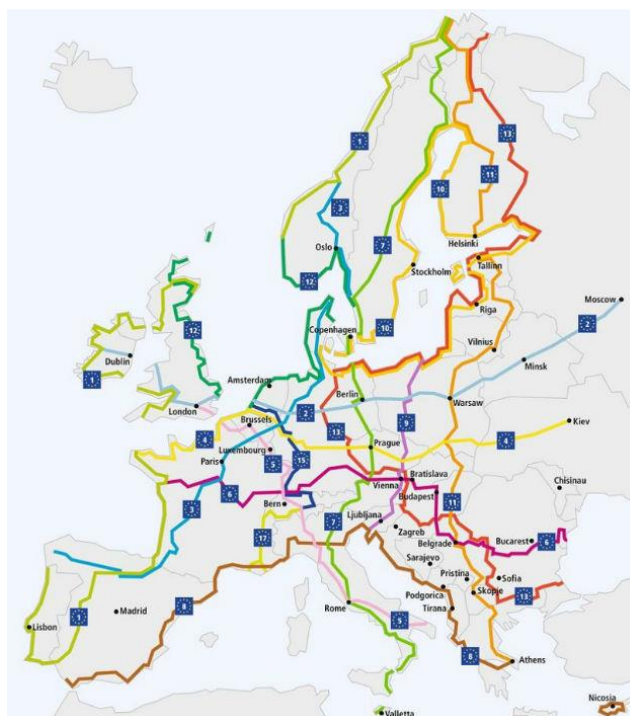 1
13
11
10
3
7
Oslo
Helsinki
12
Stockholm
Tallinn
12
Copenhagen
10
Riga
Moscow
2
Dublin
Vilnius
1
Minsk
Amsterdam
London
2
Berlin
Warsaw
Brussels
9
4
13
Kiev
4
Prague
Luxembourg
15
Paris
5
Bratislava
Vienna
6
Budapest
Chisinau
11
Bern
3
Ljubljana
7
Zagreb
17
Belgrade
Bucarest
6
Sarajevo
Pristina
Sofia
8
Podgorica
Skopje
13
Madrid
Rome
Tirana
1
Lisbon
5
8
Athens
Nicosia
Valletta